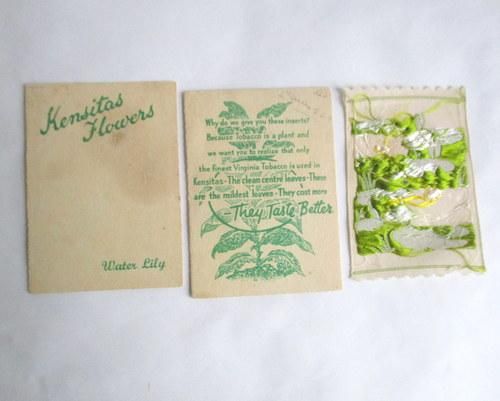 Kensitas
Flowers
Water Lily
Why do we give you these inserts?
Because Tobacco is a plant and
we want you to realise that only
the finest Virginia Tobacco is used in
Kensitas - The clean centre leaves - These
are the mildest leaves - They cost more
- They Taste Better